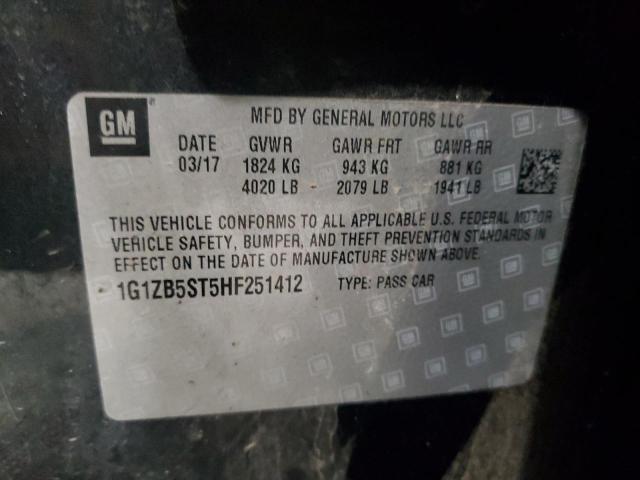 GM ®
MFD BY GENERAL MOTORS LLC
DATE GVWR GAWR FRT GAWR RR
03/17 1824 KG 943 KG 881 KG
4020 LB 2079 LB 1941 LB
THIS VEHICLE CONFORMS TO ALL APPLICABLE U.S. FEDERAL MOTOR
VEHICLE SAFETY, BUMPER, AND THEFT PREVENTION STANDARDS IN
EFFECT ON THE DATE OF MANUFACTURE SHOWN ABOVE.
1G1ZB5ST5HF251412 TYPE: PASS CAR